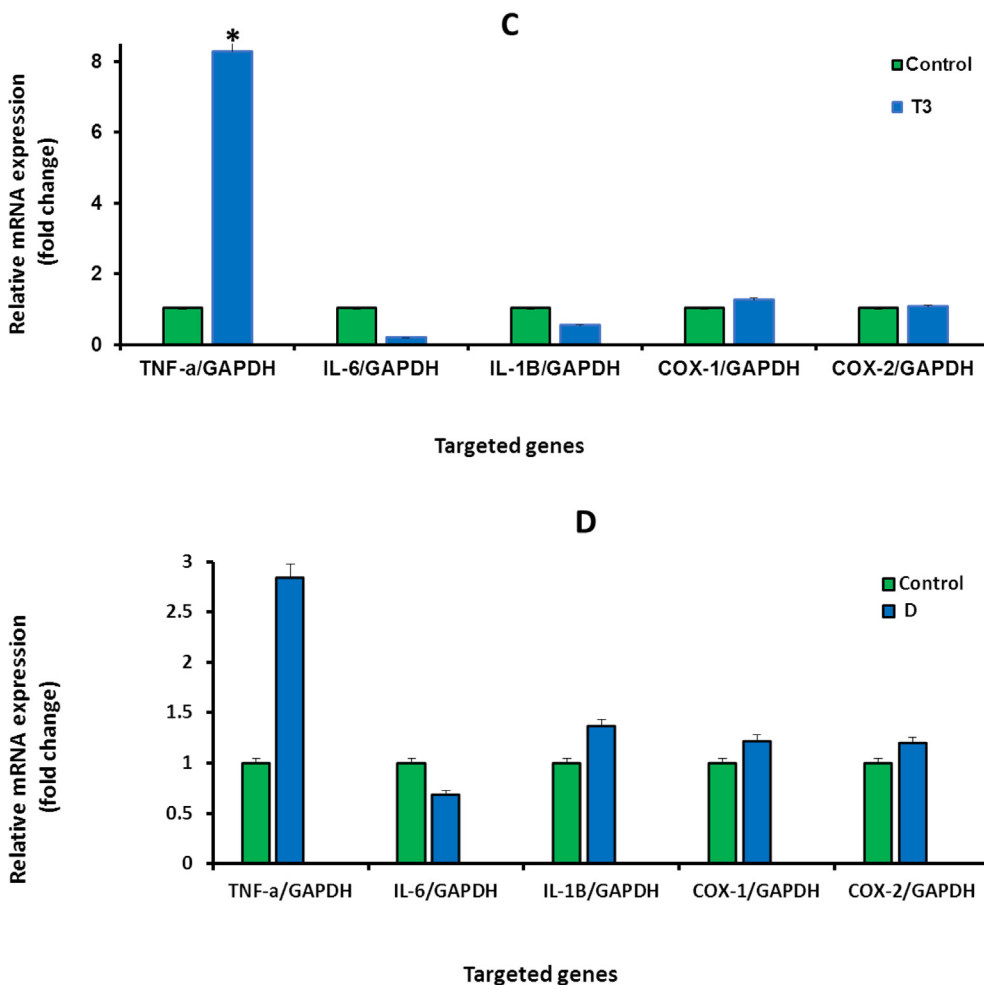 C
Relative mRNA expression
(fold change)
8
6
4
2
0
*
Control
T3
TNF-a/GAPDH IL-6/GAPDH IL-1B/GAPDH COX-1/GAPDH COX-2/GAPDH
Targeted genes
D
Relative mRNA expression
(fold change)
3
2.5
2
1.5
1
0.5
0
Control
D
TNF-a/GAPDH IL-6/GAPDH IL-1B/GAPDH COX-1/GAPDH COX-2/GAPDH
Targeted genes